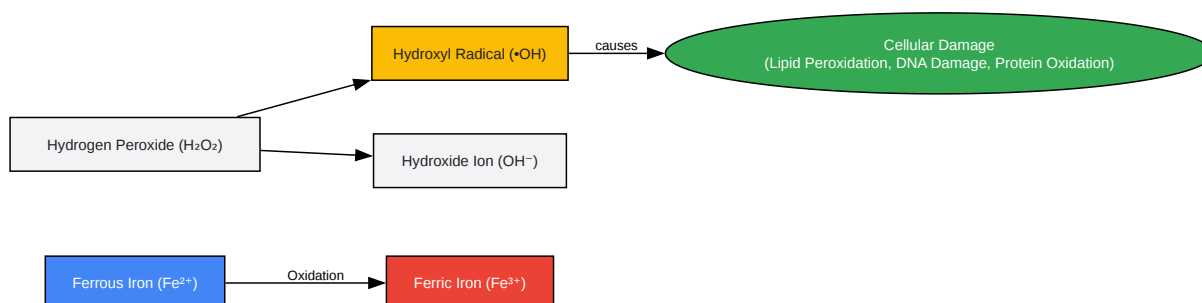 Hydroxyl Radical (•OH)
causes
Cellular Damage
(Lipid Peroxidation, DNA Damage, Protein Oxidation)
Hydrogen Peroxide (H₂O₂)
Hydroxide Ion (OH⁻)
Ferrous Iron (Fe²⁺)
Oxidation
Ferric Iron (Fe³⁺)